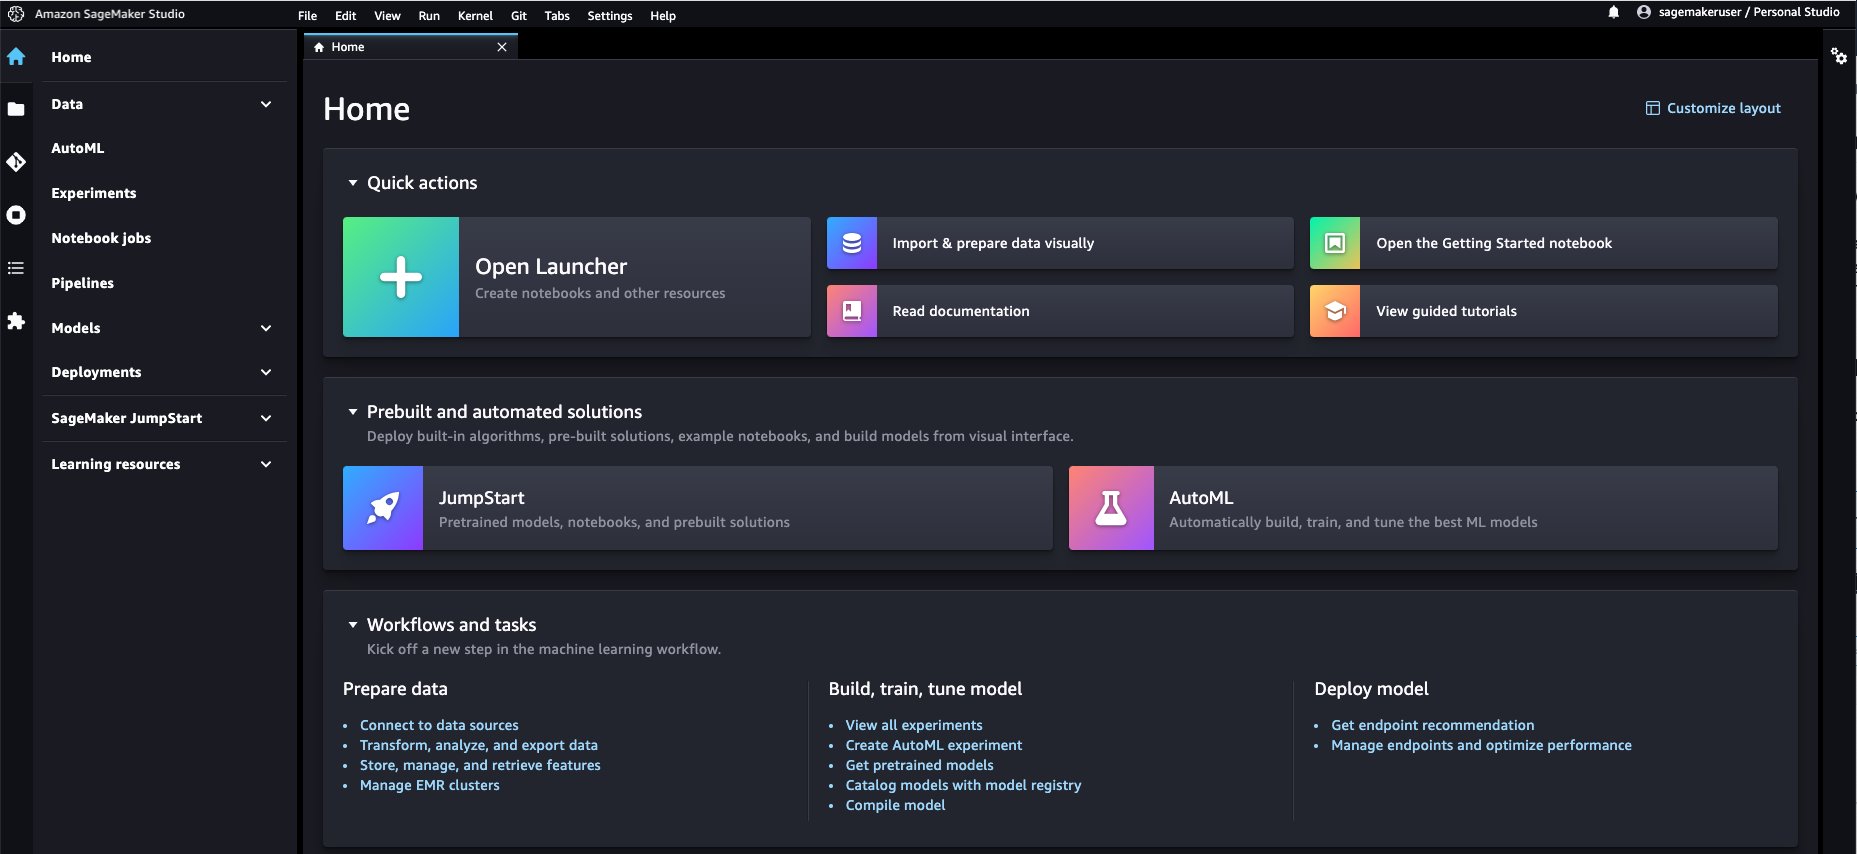 Amazon SageMaker Studio
File Edit View Run Kernel Git Tabs Settings Help
sagemakeruser / Personal Studio
Home
Data
AutoML
Experiments
Notebook jobs
Pipelines
Models
Deployments
SageMaker JumpStart
Learning resources
Home
Home
Customize layout
Quick actions
Open Launcher
Create notebooks and other resources
Import & prepare data visually
Open the Getting Started notebook
Read documentation
View guided tutorials
Prebuilt and automated solutions
Deploy built-in algorithms, pre-built solutions, example notebooks, and build models from visual interface.
JumpStart
Pretrained models, notebooks, and prebuilt solutions
AutoML
Automatically build, train, and tune the best ML models
Workflows and tasks
Kick off a new step in the machine learning workflow.
Prepare data
Connect to data sources
Transform, analyze, and export data
Store, manage, and retrieve features
Manage EMR clusters
Build, train, tune model
View all experiments
Create AutoML experiment
Get pretrained models
Catalog models with model registry
Compile model
Deploy model
Get endpoint recommendation
Manage endpoints and optimize performance